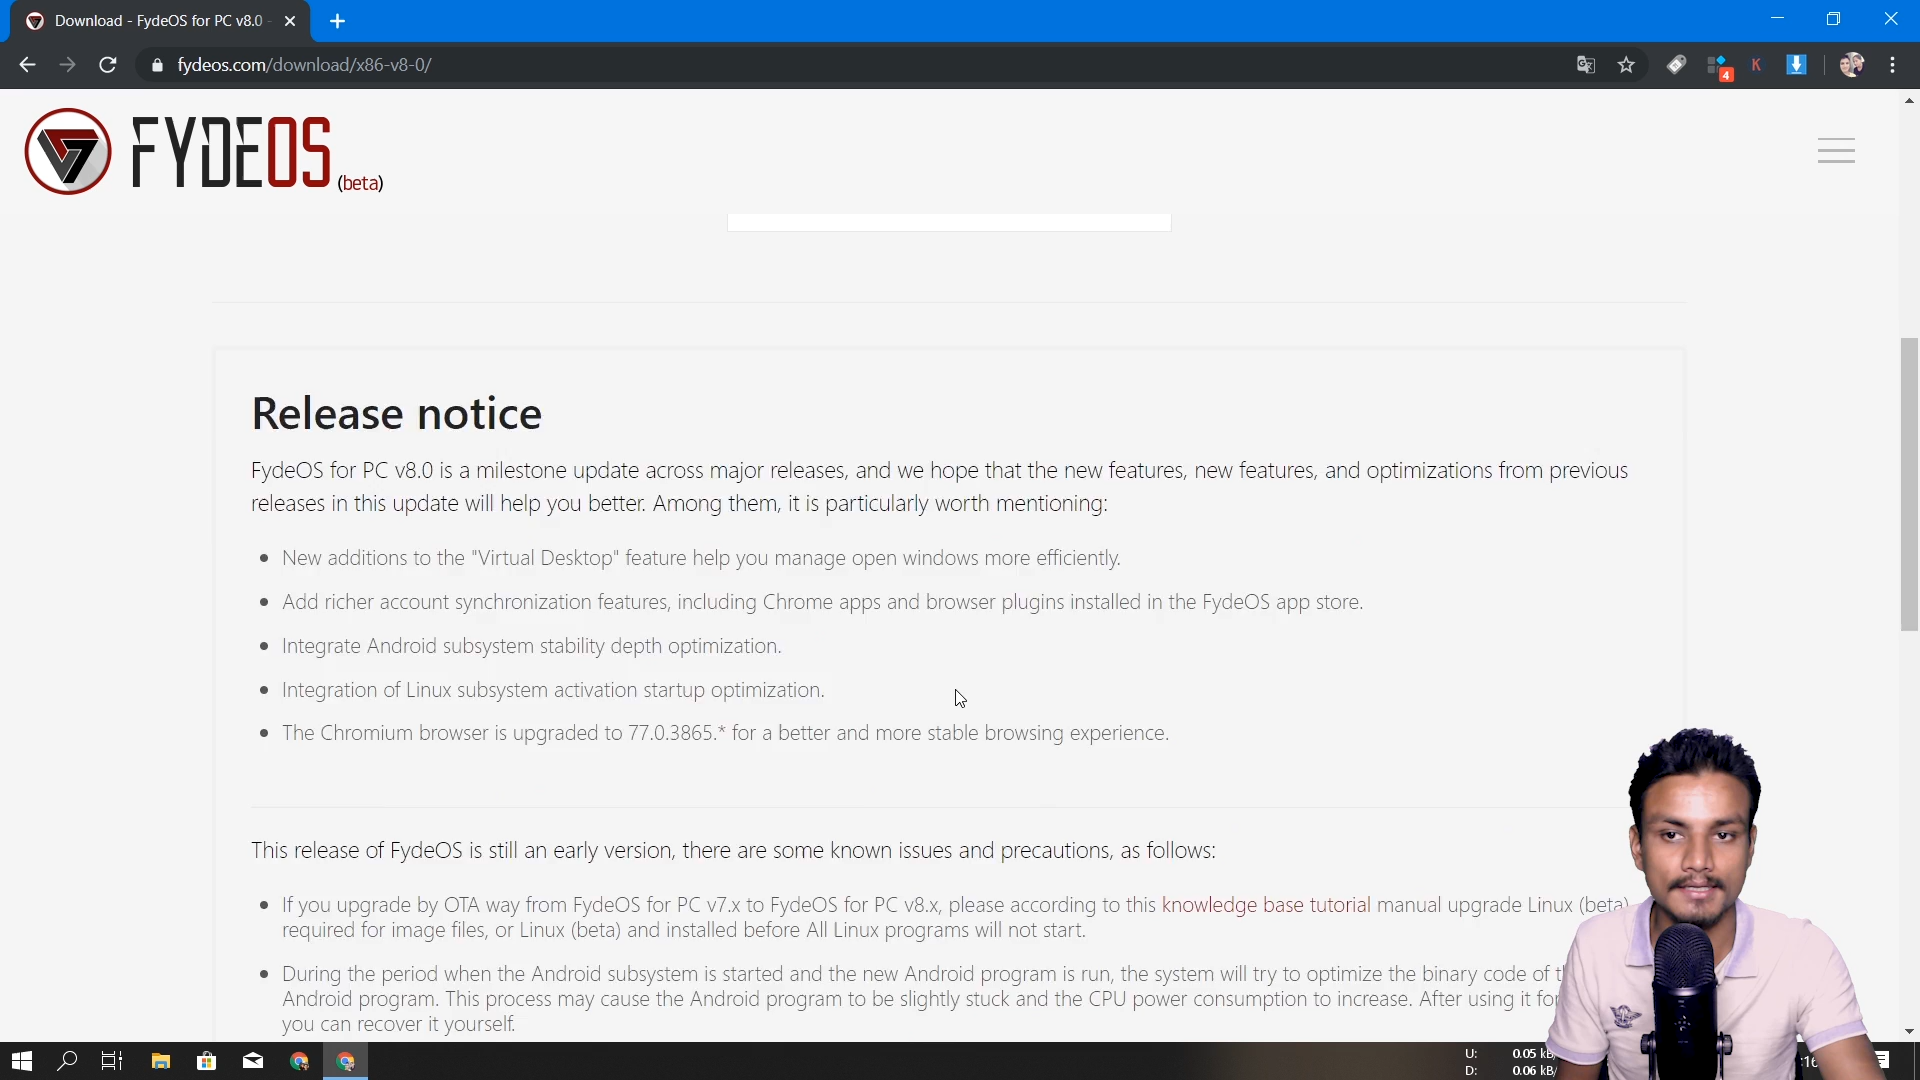 Download - FydeOS for PC v8.0 -
fydeos.com/download/x86-v8-0/
4
K
FYDEOS (beta)
Release notice
FydeOS for PC v8.0 is a milestone update across major releases, and we hope that the new features, new features, and optimizations from previous
releases in this update will help you better. Among them, it is particularly worth mentioning:
New additions to the "Virtual Desktop" feature help you manage open windows more efficiently.
Add richer account synchronization features, including Chrome apps and browser plugins installed in the FydeOS app store.
Integrate Android subsystem stability depth optimization.
Integration of Linux subsystem activation startup optimization.
The Chromium browser is upgraded to 77.0.3865.* for a better and more stable browsing experience.
This release of FydeOS is still an early version, there are some known issues and precautions, as follows:
If you upgrade by OTA way from FydeOS for PC v7.x to FydeOS for PC v8.x, please according to this knowledge base tutorial manual upgrade Linux (beta)
required for image files, or Linux (beta) and installed before All Linux programs will not start.
During the period when the Android subsystem is started and the new Android program is run, the system will try to optimize the binary code of
Android program. This process may cause the Android program to be slightly stuck and the CPU power consumption to increase. After using it for
you can recover it yourself.
U: 0.05 kB/
D: 0.06 kB/
:16